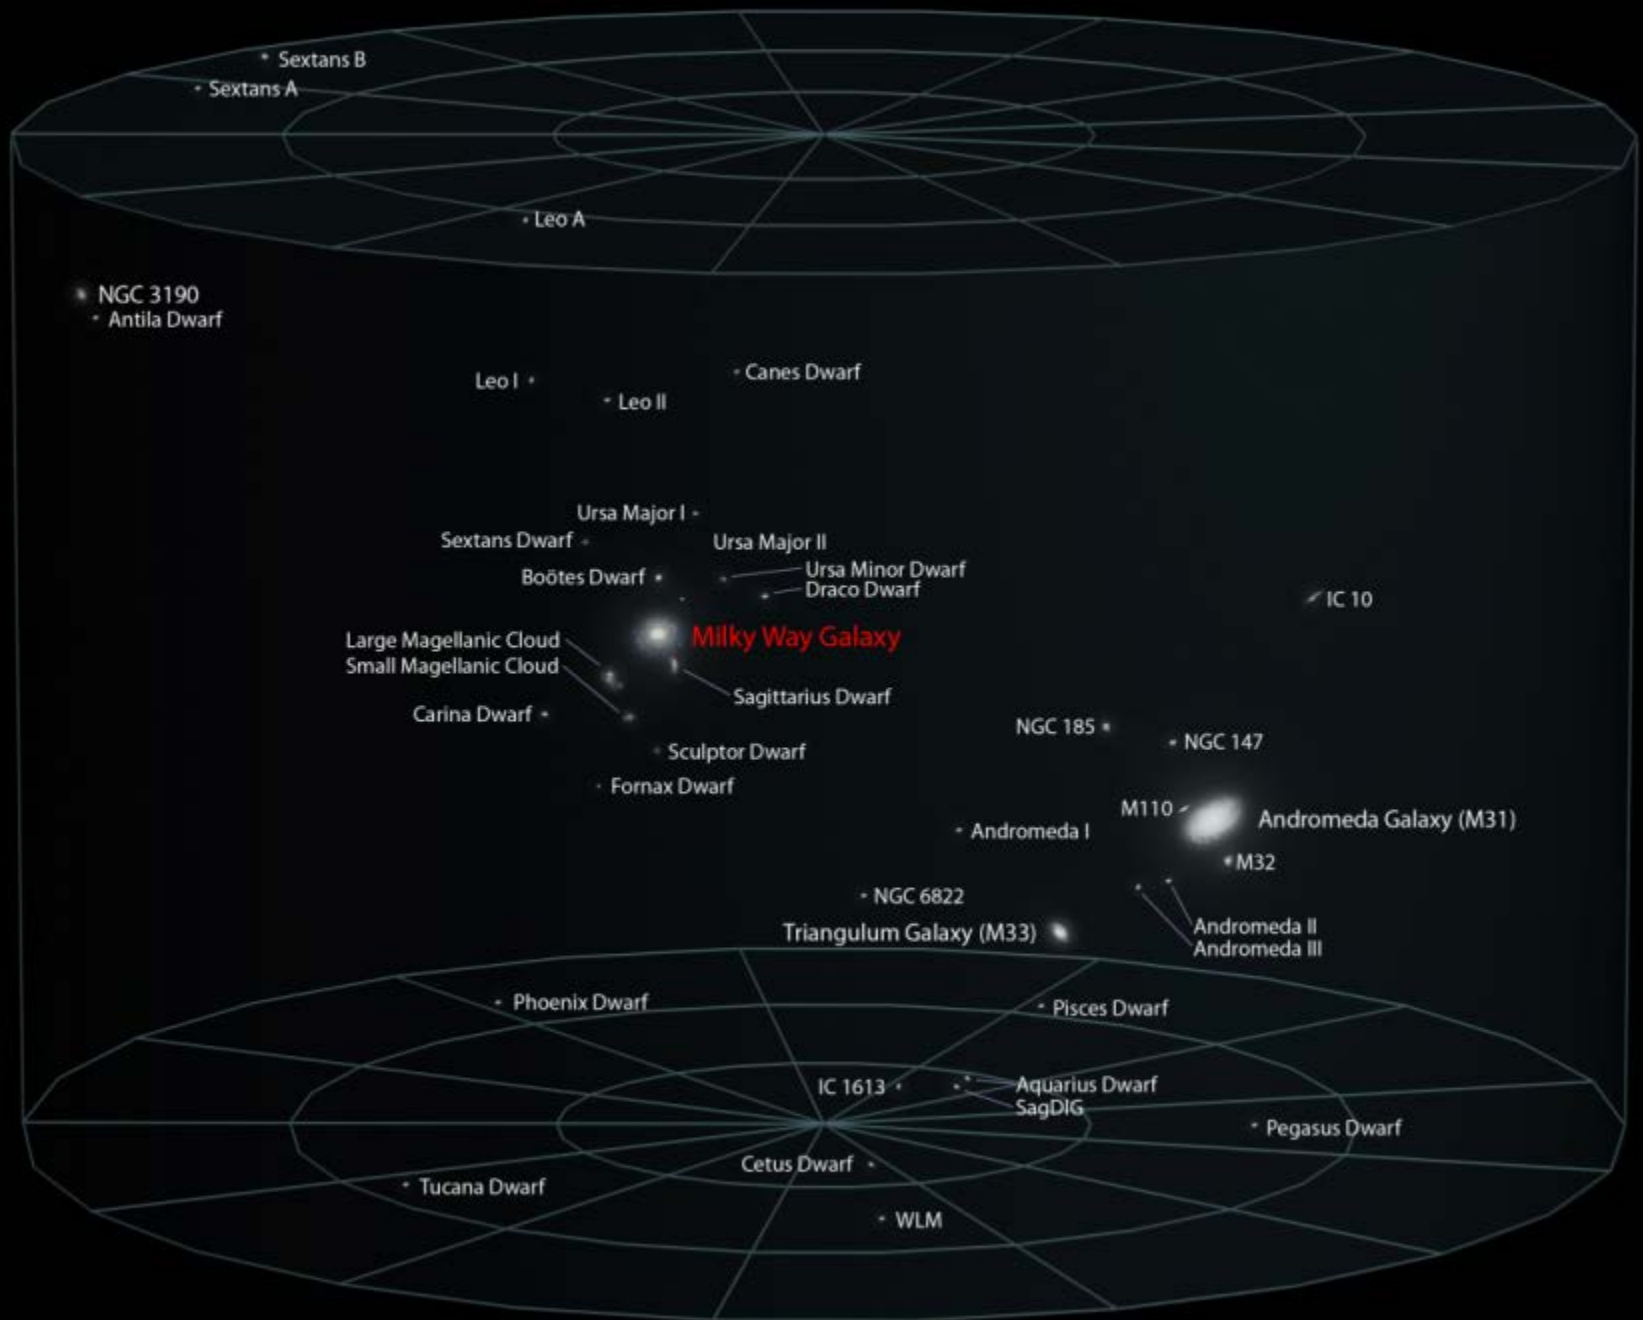 Sextans B
Sextans A
Leo A
NGC 3190
Antila Dwarf
Canes Dwarf
Leo I
Leo II
Ursa Major I
Sextans Dwarf
Ursa Major II
Boötes Dwarf
Ursa Minor Dwarf
Draco Dwarf
IC 10
Milky Way Galaxy
Large Magellanic Cloud
Small Magellanic Cloud
Sagittarius Dwarf
Carina Dwarf
NGC 185
NGC 147
Sculptor Dwarf
Fornax Dwarf
M110
Andromeda Galaxy (M31)
Andromeda I
M32
NGC 6822
Andromeda II
Triangulum Galaxy (M33)
Andromeda III
Phoenix Dwarf
Pisces Dwarf
IC 1613
Aquarius Dwarf
SagDIG
Pegasus Dwarf
Cetus Dwarf
Tucana Dwarf
WLM